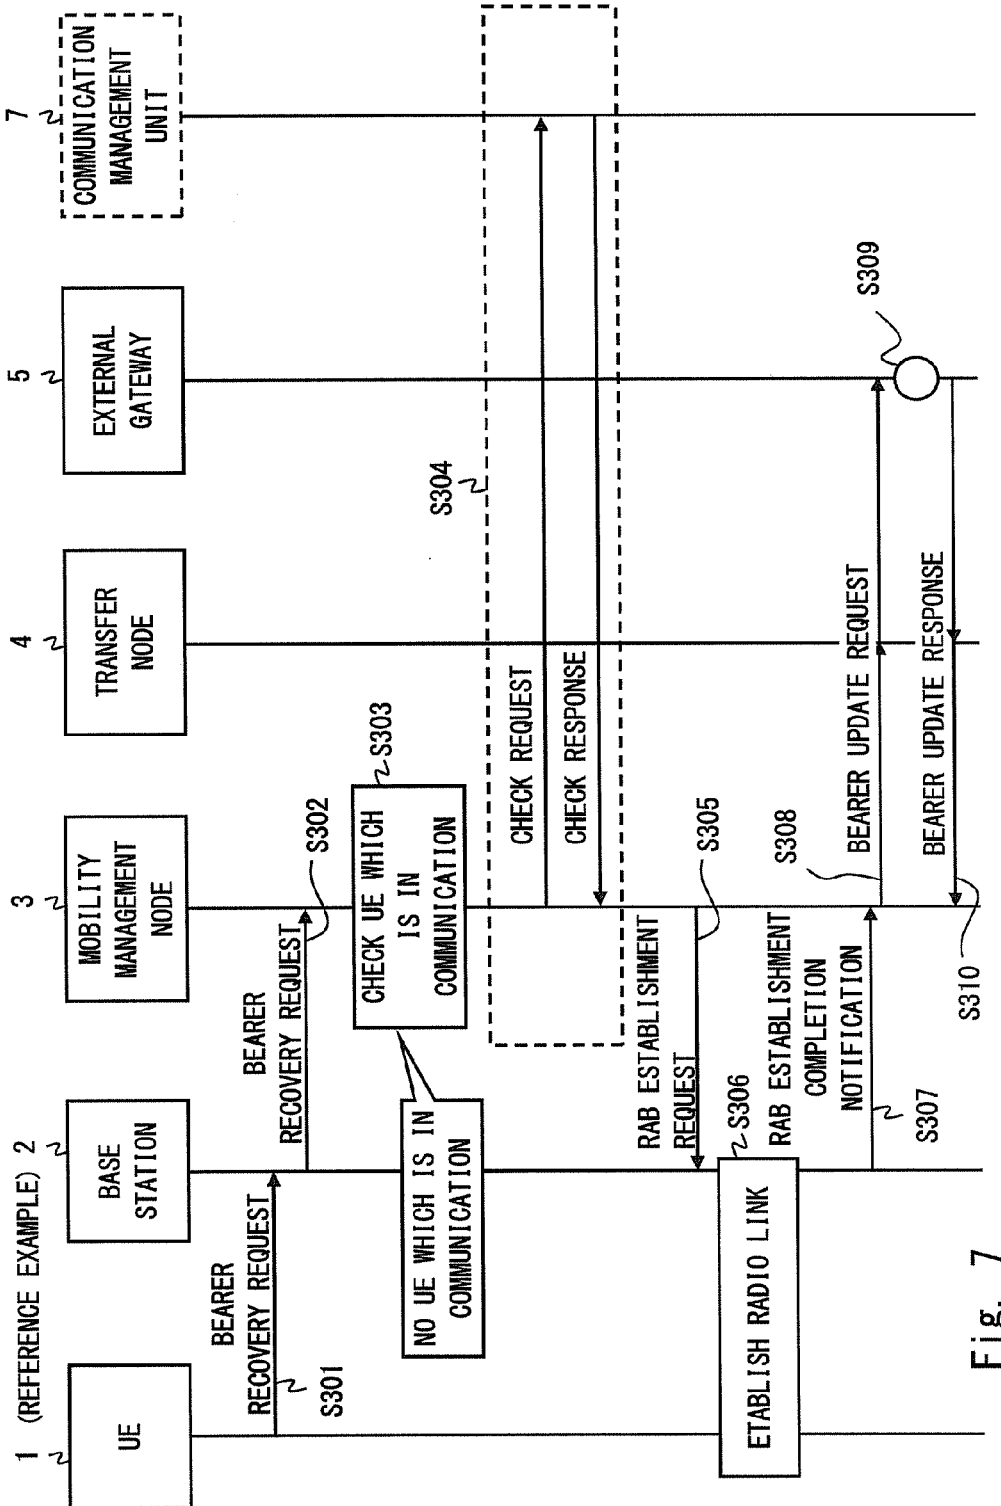 (REFERENCE EXAMPLE)
1
UE
2
BASE
STATION
3
MOBILITY
MANAGEMENT
NODE
4
TRANSFER
NODE
5
EXTERNAL
GATEWAY
7
COMMUNICATION
MANAGEMENT
UNIT
BEARER
RECOVERY REQUEST
S301
BEARER
RECOVERY REQUEST
S302
CHECK UE WHICH
IS IN
COMMUNICATION
S303
NO UE WHICH IS IN
COMMUNICATION
S304
CHECK REQUEST
CHECK RESPONSE
RAB ESTABLISHMENT
REQUEST
S305
ETABLISH RADIO LINK
S306
RAB ESTABLISHMENT
COMPLETION
NOTIFICATION
S307
S308
BEARER UPDATE REQUEST
S309
BEARER UPDATE RESPONSE
S310
Fig. 7